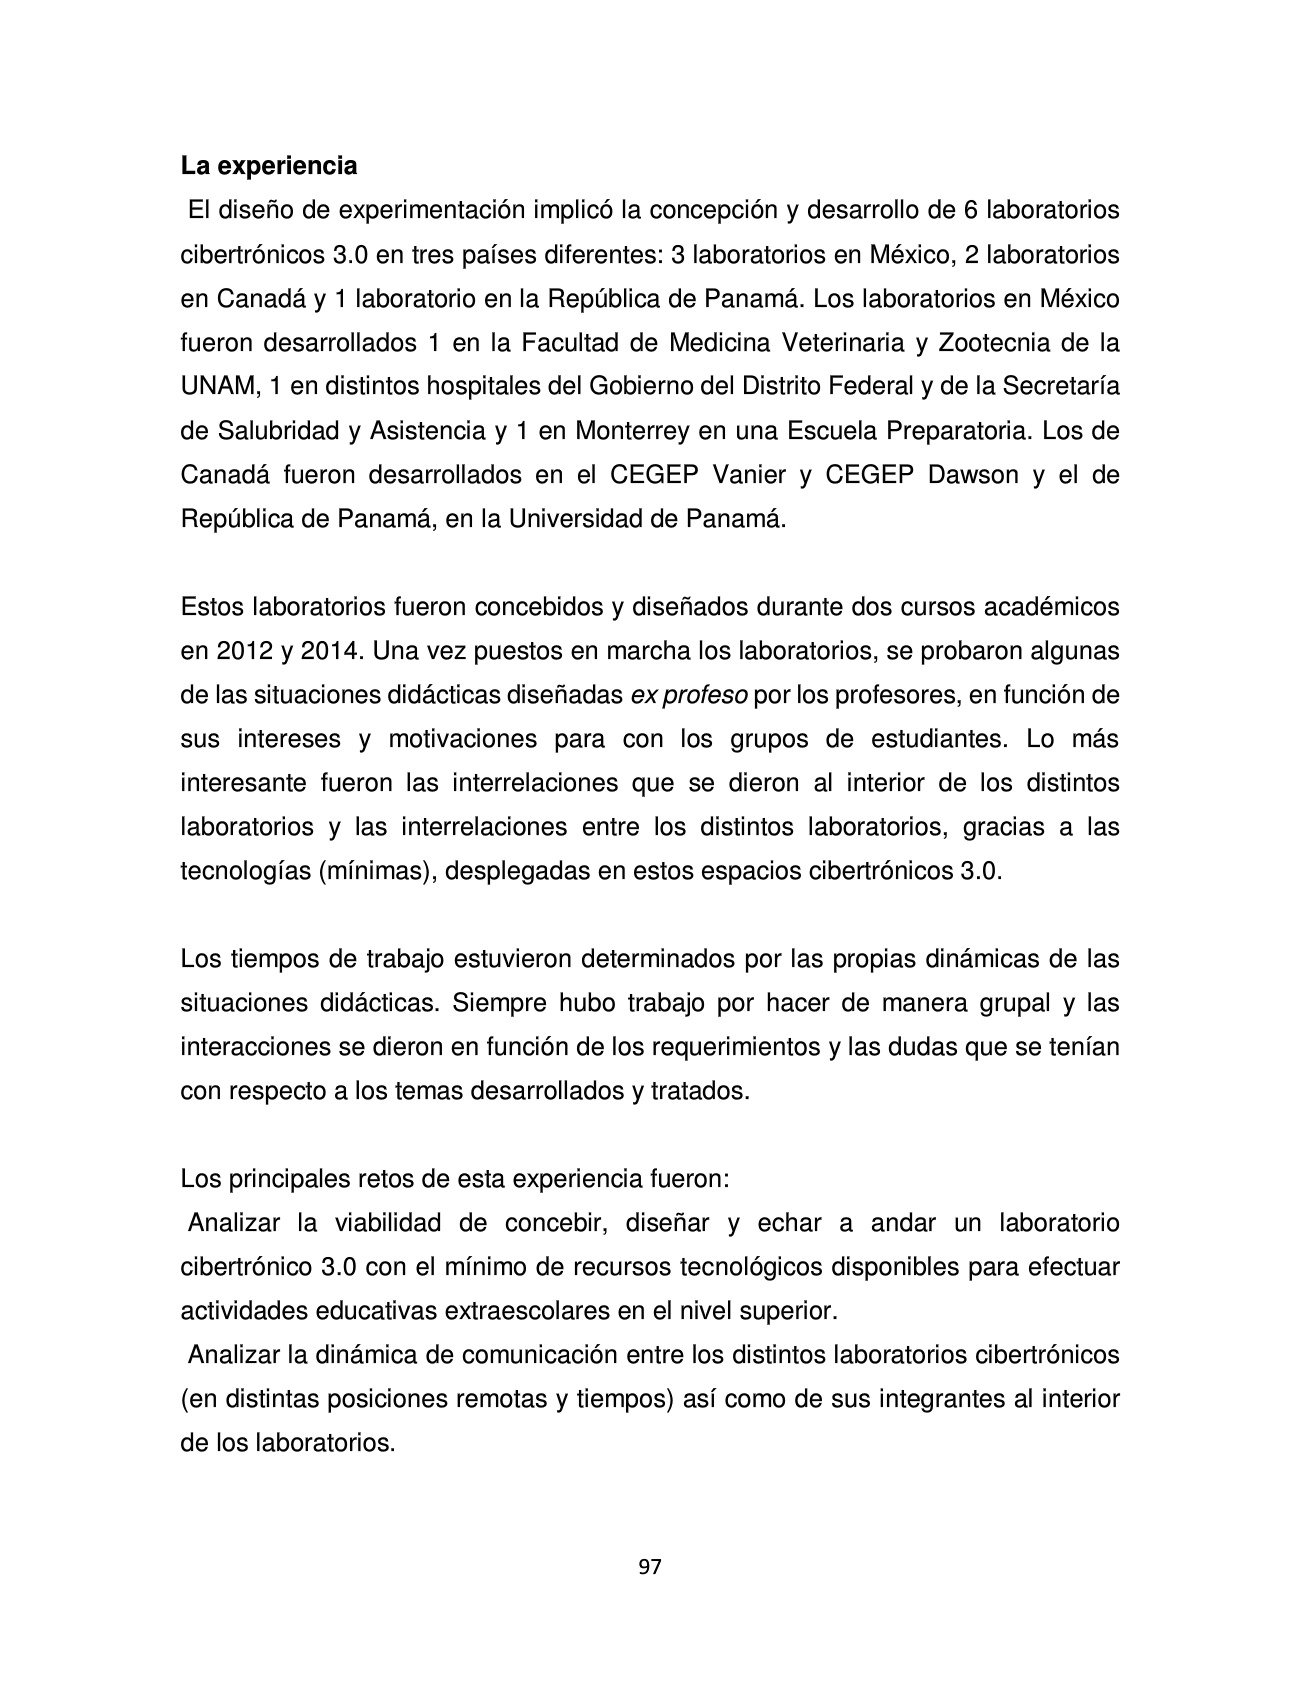 La experiencia
El diseño de experimentación implicó la concepción y desarrollo de 6 laboratorios
cibertrónicos 3.0 en tres países diferentes: 3 laboratorios en México, 2 laboratorios
en Canadá y 1 laboratorio en la República de Panamá. Los laboratorios en México
fueron desarrollados 1 en la Facultad de Medicina Veterinaria y Zootecnia de la
UNAM, 1 en distintos hospitales del Gobierno del Distrito Federal y de la Secretaría
de Salubridad y Asistencia y 1 en Monterrey en una Escuela Preparatoria. Los de
Canadá fueron desarrollados en el CEGEP Vanier y CEGEP Dawson y el de
República de Panamá, en la Universidad de Panamá.
Estos laboratorios fueron concebidos y diseñados durante dos cursos académicos
en 2012 y 2014. Una vez puestos en marcha los laboratorios, se probaron algunas
de las situaciones didácticas diseñadas ex profeso por los profesores, en función de
sus intereses y motivaciones para con los grupos de estudiantes. Lo más
interesante fueron las interrelaciones que se dieron al interior de los distintos
laboratorios y las interrelaciones entre los distintos laboratorios, gracias a las
tecnologías (mínimas), desplegadas en estos espacios cibertrónicos 3.0.
Los tiempos de trabajo estuvieron determinados por las propias dinámicas de las
situaciones didácticas. Siempre hubo trabajo por hacer de manera grupal y las
interacciones se dieron en función de los requerimientos y las dudas que se tenían
con respecto a los temas desarrollados y tratados.
Los principales retos de esta experiencia fueron:
Analizar la viabilidad de concebir, diseñar y echar a andar un laboratorio
cibertrónico 3.0 con el mínimo de recursos tecnológicos disponibles para efectuar
actividades educativas extraescolares en el nivel superior.
Analizar la dinámica de comunicación entre los distintos laboratorios cibertrónicos
(en distintas posiciones remotas y tiempos) así como de sus integrantes al interior
de los laboratorios.
97